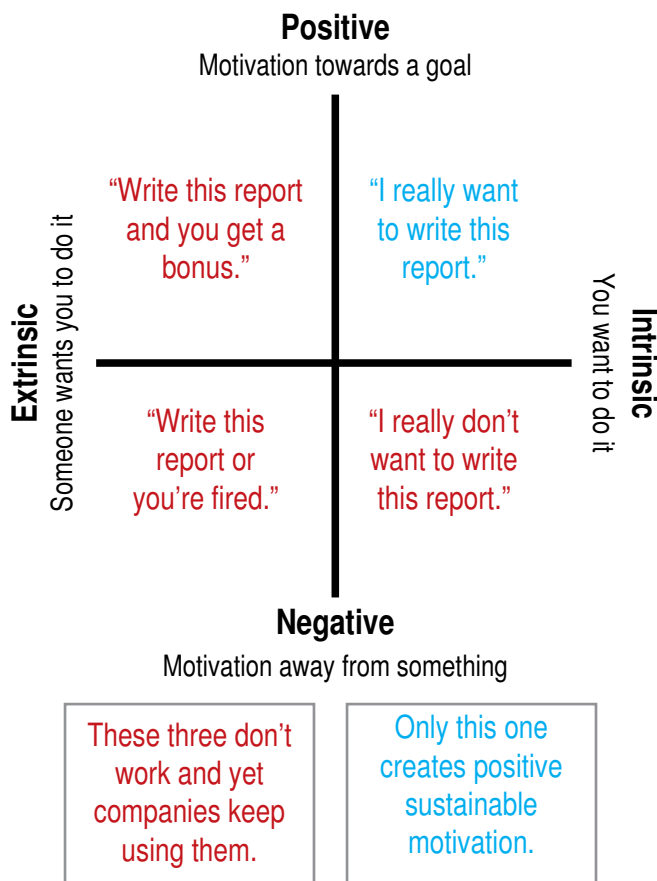 Positive
Motivation towards a goal
“Write this report
and you get a
bonus.”
“I really want
to write this
report.”
Extrinsic
Someone wants you to do it
Intrinsic
You want to do it
“Write this
report or
you’re fired.”
“I really don’t
want to write
this report.”
Negative
Motivation away from something
These three don’t
work and yet
companies keep
using them.
Only this one
creates positive
sustainable
motivation.